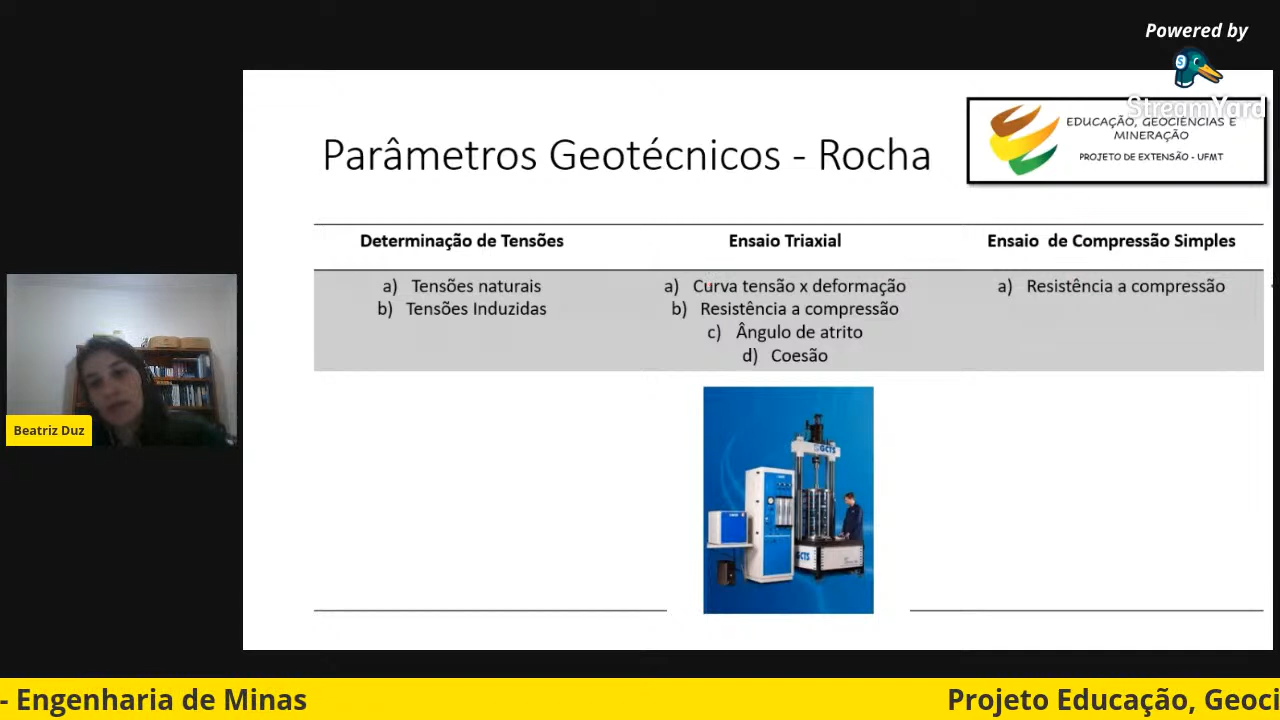 Powered by
StreamYard
EDUCAÇÃO, GEOCIÊNCIAS E
MINERAÇÃO
PROJETO DE EXTENSÃO - UFMT
Parâmetros Geotécnicos - Rocha
Determinação de Tensões
a) Tensões naturais
b) Tensões Induzidas
Ensaio Triaxial
a) Curva tensão x deformação
b) Resistência a compressão
c) Ângulo de atrito
d) Coesão
Ensaio de Compressão Simples
a) Resistência a compressão
GCTS
GCTS
Beatriz Duz
- Engenharia de Minas
Projeto Educação, Geoci